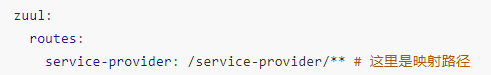 zuul:
  routes:
    service-provider: /service-provider/** # 这里是映射路径